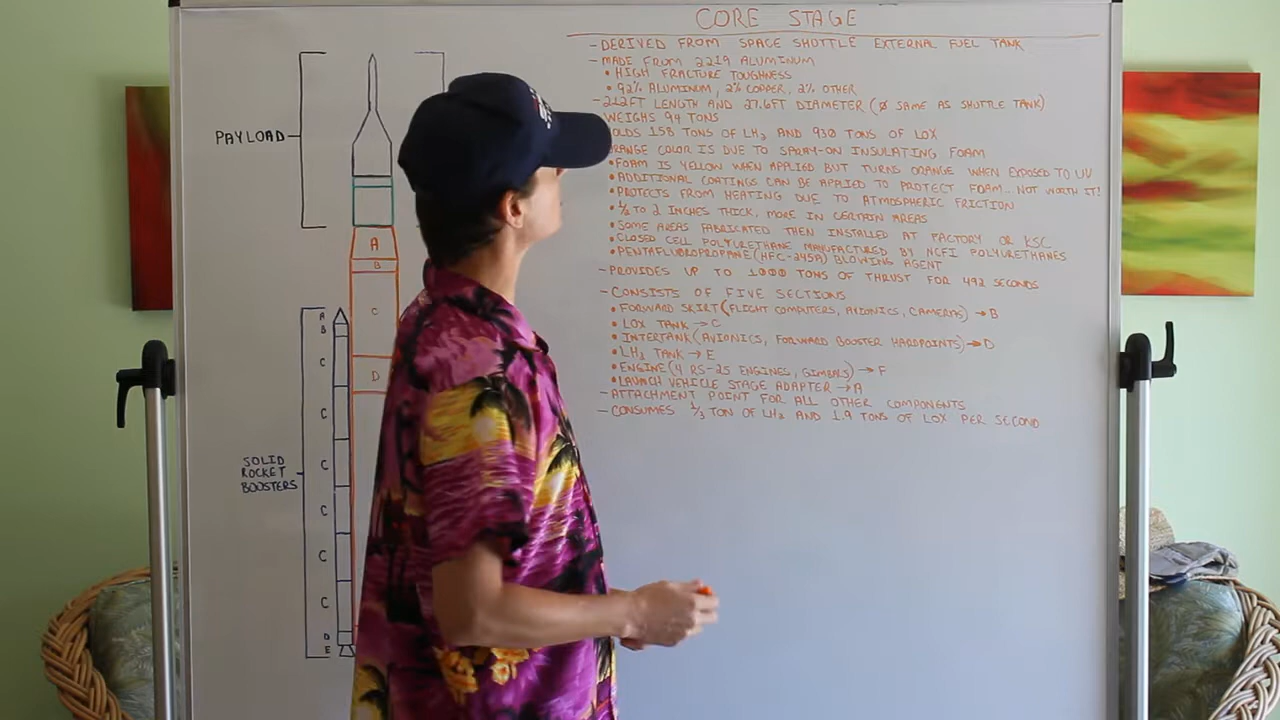 CORE STAGE
- DERIVED FROM SPACE SHUTTLE EXTERNAL FUEL TANK
- MADE FROM 2219 ALUMINUM
• HIGH FRACTURE TOUGHNESS
• 92% ALUMINUM, 2% COPPER, 2% OTHER
- 212FT LENGTH AND 27.6FT DIAMETER (Ø SAME AS SHUTTLE TANK)
WEIGHS 94 TONS
OLDS 158 TONS OF LH2 AND 930 TONS OF LOX
RANGE COLOR IS DUE TO SPRAY-ON INSULATING FOAM
• FOAM IS YELLOW WHEN APPLIED BUT TURNS ORANGE WHEN EXPOSED TO UV
• ADDITIONAL COATINGS CAN BE APPLIED TO PROTECT FOAM... NOT WORTH IT!
• PROTECTS FROM HEATING DUE TO ATMOSPHERIC FRICTION
TO 2 INCHES THICK, MORE IN CERTAIN AREAS
• SOME AREAS FABRICATED THEN INSTALLED AT FACTORY OR KSC
• CLOSED CELL POLYURETHANE MANUFACTURED BY NCFI POLYURETHANES
• PENTAFLUOROPROPANE (HFC-245A) BLOWING AGENT
- PROVIDES UP TO 1000 TONS OF THRUST FOR 492 SECONDS
- CONSISTS OF FIVE SECTIONS
• FORWARD SKIRT (FLIGHT COMPUTERS, AVIONICS, CAMERAS) → B
• LOX TANK → C
• INTERTANK (AVIONICS, FORWARD BOOSTER HARDPOINTS) → D
• LH2 TANK → E
• ENGINE (4 RS-25 ENGINES, GIMBALS) → F
• LAUNCH VEHICLE STAGE ADAPTER → A
- ATTACHMENT POINT FOR ALL OTHER COMPONENTS
- CONSUMES 1/3 TON OF LH2 AND 1.9 TONS OF LOX PER SECOND
PAYLOAD
A
B
C
D
SOLID
ROCKET
BOOSTERS
A
B
C
C
C
C
C
C
D
E